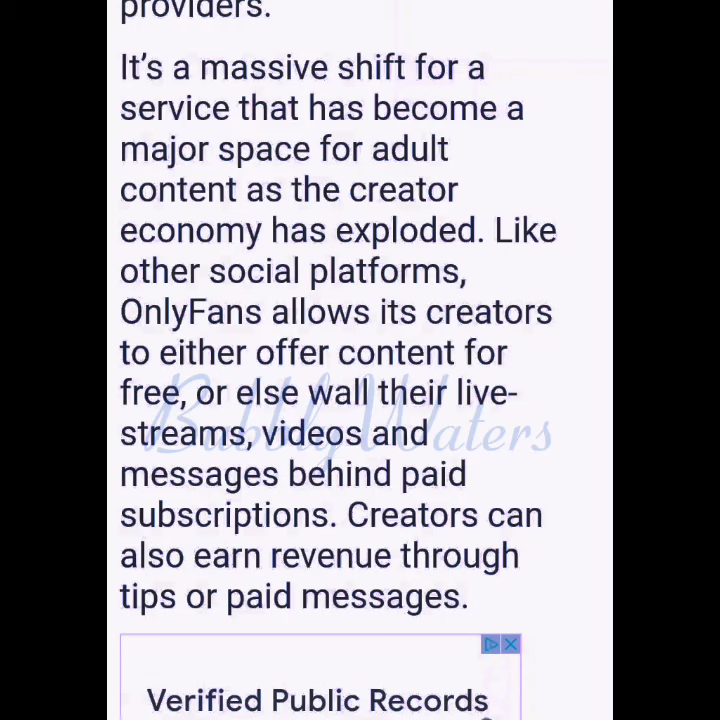 providers.
It’s a massive shift for a
service that has become a
major space for adult
content as the creator
economy has exploded. Like
other social platforms,
OnlyFans allows its creators
to either offer content for
free, or else wall their live-
streams, videos and
BubblyWaters
messages behind paid
subscriptions. Creators can
also earn revenue through
tips or paid messages.
Verified Public Records